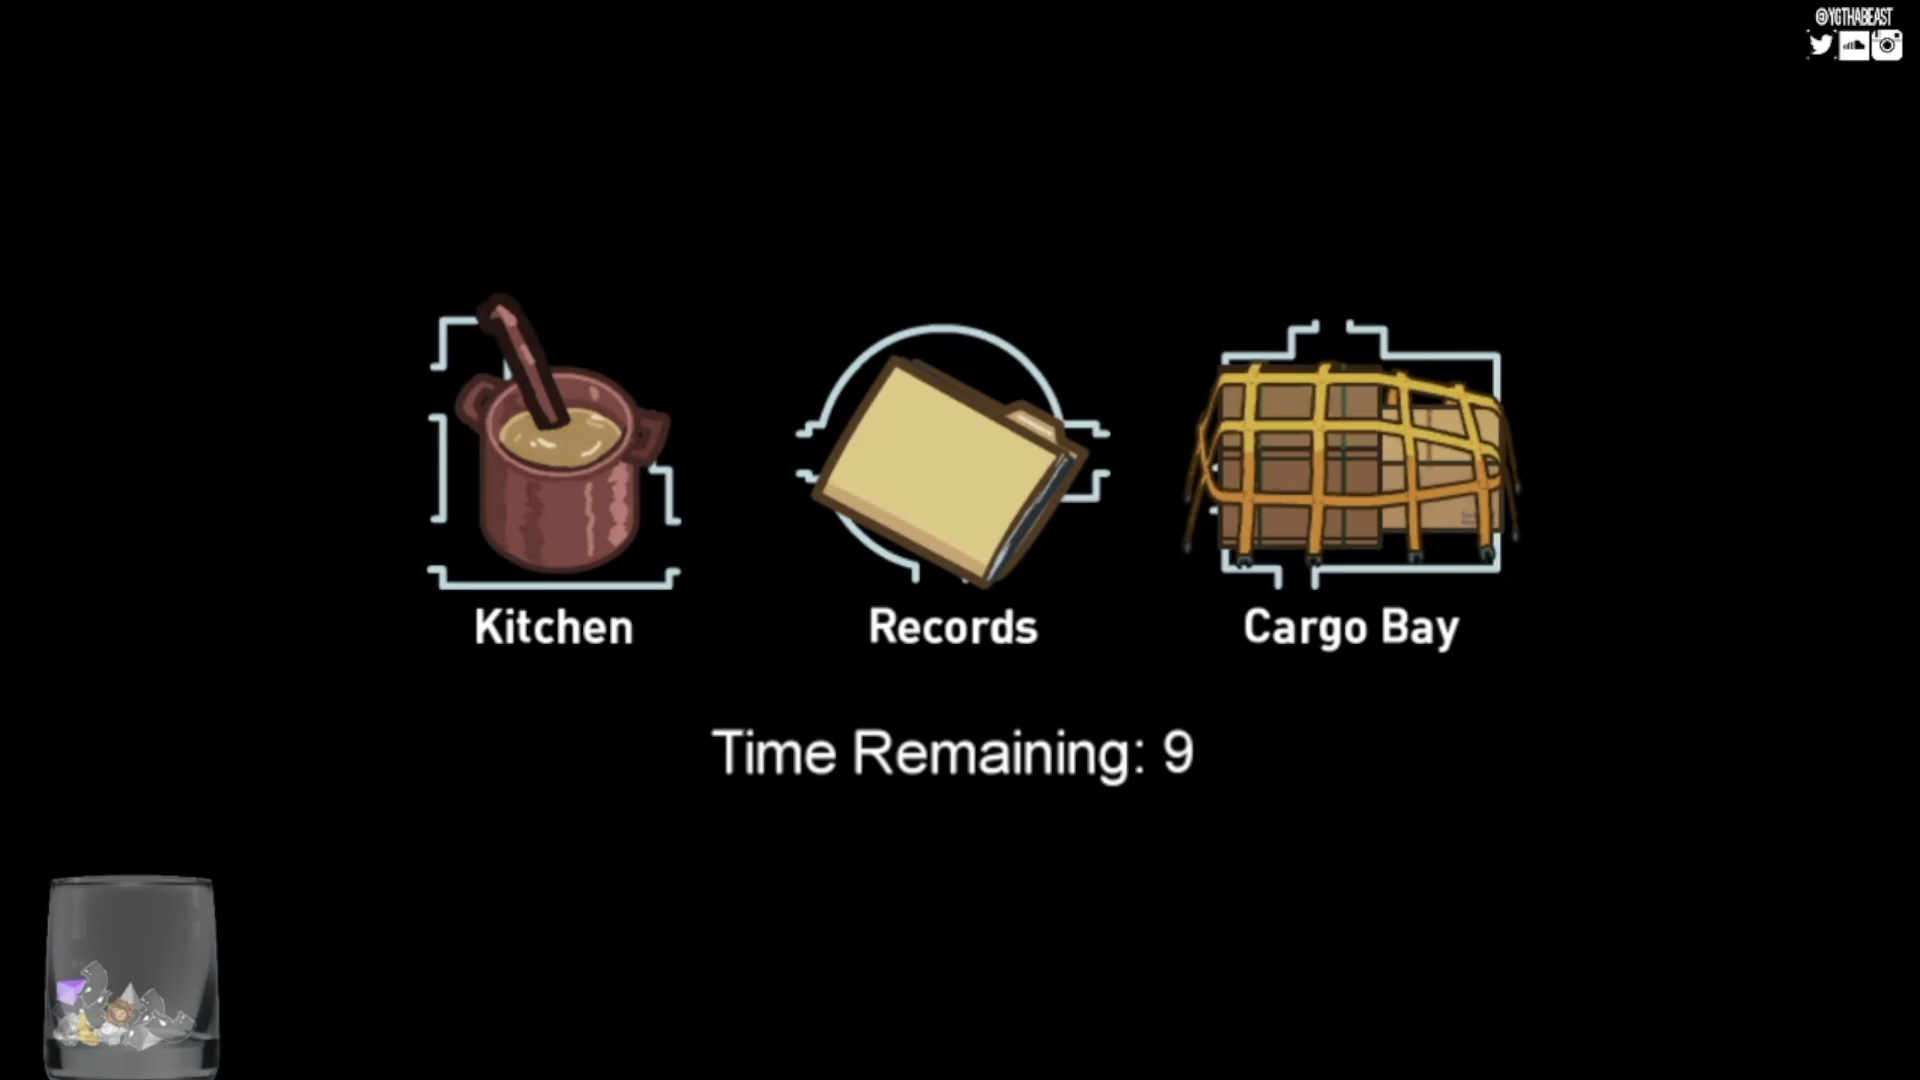 @YGTHABEAST
Kitchen
Records
Cargo Bay
Time Remaining: 9